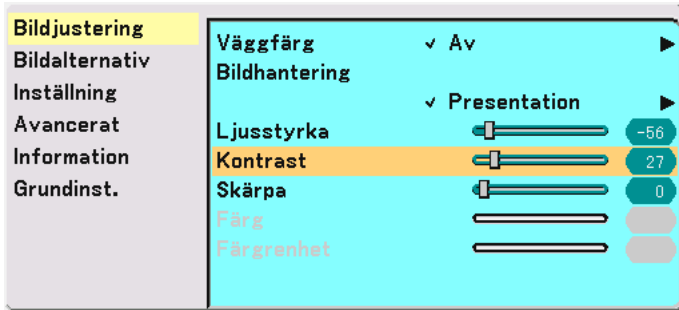 Bildjustering
Bildalternativ
Inställning
Avancerat
Information
Grundinst.
Väggfärg ✓ Av ▶
Bildhantering
✓ Presentation ▶
Ljusstyrka -56
Kontrast 27
Skärpa 0
Färg
Färgrenhet